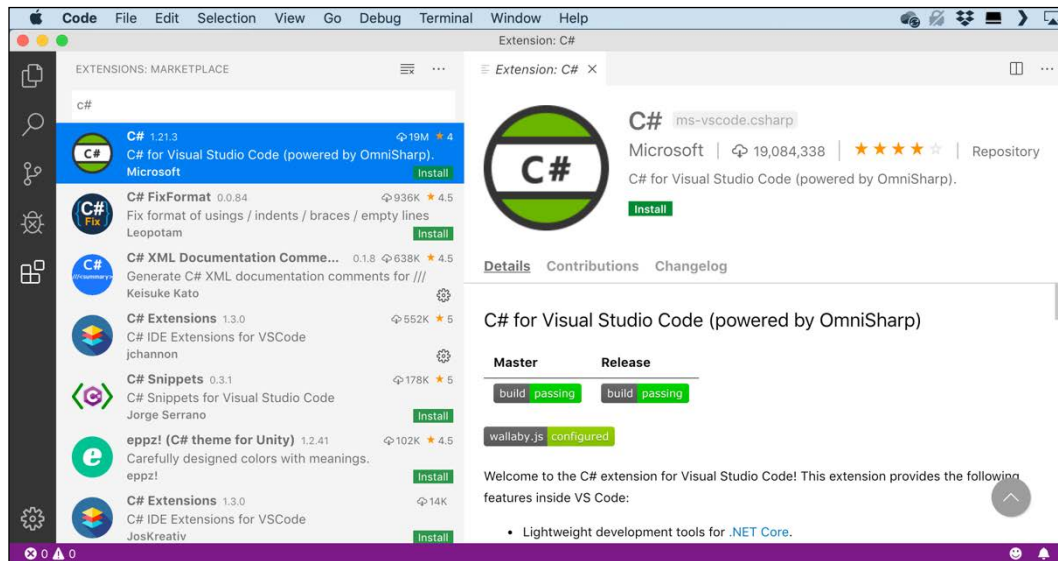 Code File Edit Selection View Go Debug Terminal Window Help
Extension: C#
EXTENSIONS: MARKETPLACE
c#
C# 1.21.3 19M 4
C# for Visual Studio Code (powered by OmniSharp).
Microsoft Install
C# FixFormat 0.0.84 936K 4.5
Fix format of usings / indents / braces / empty lines
Leopotam Install
C# XML Documentation Comme... 0.1.8 638K 4.5
Generate C# XML documentation comments for ///
Keisuke Kato
C# Extensions 1.3.0 552K 5
C# IDE Extensions for VSCode
jchannon
C# Snippets 0.3.1 178K 5
C# Snippets for Visual Studio Code
Jorge Serrano Install
eppz! (C# theme for Unity) 1.2.41 102K 4.5
Carefully designed colors with meanings.
eppz! Install
C# Extensions 1.3.0 14K
C# IDE Extensions for VSCode
JosKreativ Install
Extension: C#
C#
C# ms-vscode.csharp
Microsoft | 19,084,338 | Repository
C# for Visual Studio Code (powered by OmniSharp).
Install
Details Contributions Changelog
C# for Visual Studio Code (powered by OmniSharp)
Master Release
build passing build passing
wallaby.js configured
Welcome to the C# extension for Visual Studio Code! This extension provides the following
features inside VS Code:
• Lightweight development tools for .NET Core.
0 0